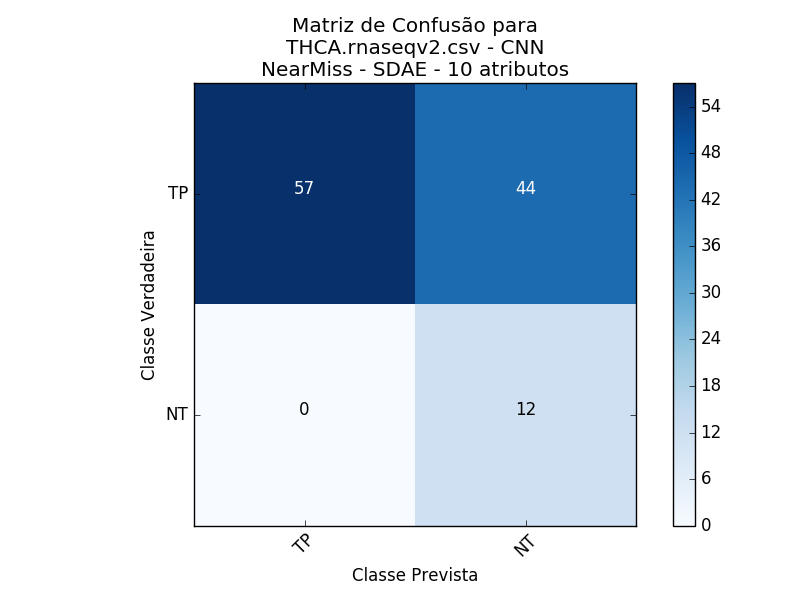 Matriz de Confusão para
THCA.rnaseqv2.csv - CNN
NearMiss - SDAE - 10 atributos
Classe Verdadeira
TP
NT
57
44
0
12
TP
NT
Classe Prevista
54
48
42
36
30
24
18
12
6
0